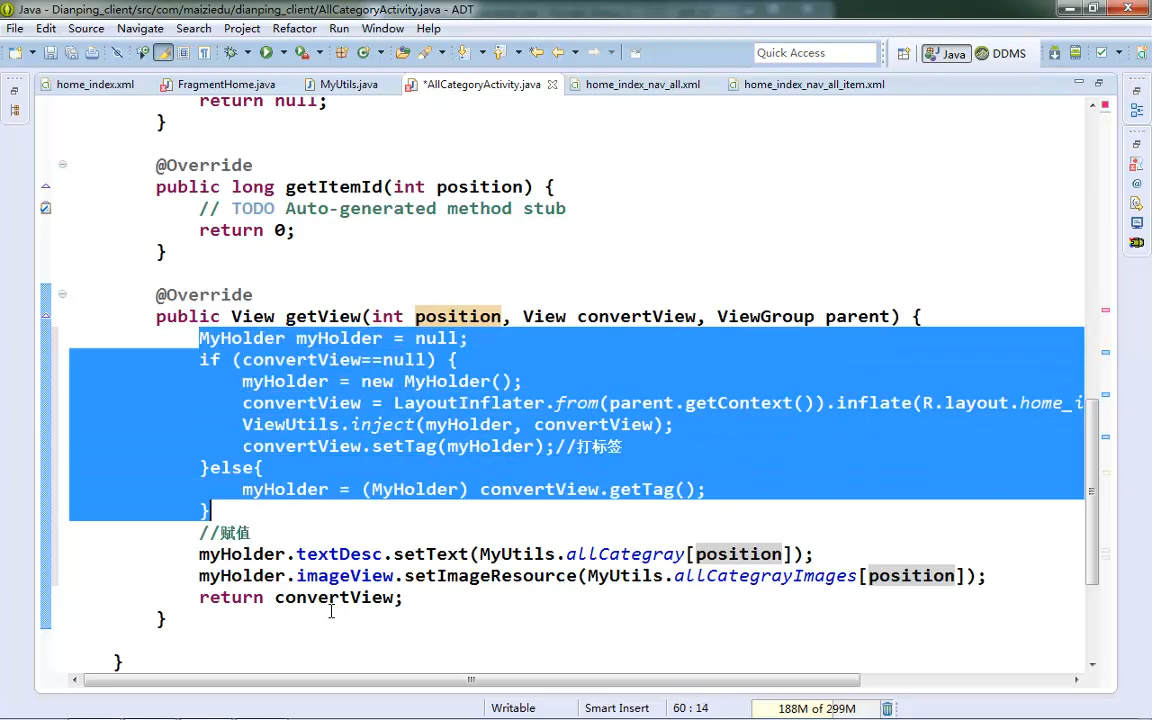 Java - Dianping_client/src/com/maiziedu/dianping_client/AllCategoryActivity.java - ADT
File Edit Source Navigate Search Project Refactor Run Window Help
Quick Access
Java
DDMS
home_index.xml FragmentHome.java MyUtils.java *AllCategoryActivity.java home_index_nav_all.xml home_index_nav_all_item.xml
return null;
}
@Override
public long getItemId(int position) {
// TODO Auto-generated method stub
return 0;
}
@Override
public View getView(int position, View convertView, ViewGroup parent) {
MyHolder myHolder = null;
if (convertView==null) {
myHolder = new MyHolder();
convertView = LayoutInflater.from(parent.getContext()).inflate(R.layout.home_i
ViewUtils.inject(myHolder, convertView);
convertView.setTag(myHolder);//打标签
}else{
myHolder = (MyHolder) convertView.getTag();
}
//赋值
myHolder.textDesc.setText(MyUtils.allCategray[position]);
myHolder.imageView.setImageResource(MyUtils.allCategrayImages[position]);
return convertView;
}
}
Writable Smart Insert 60 : 14 188M of 299M